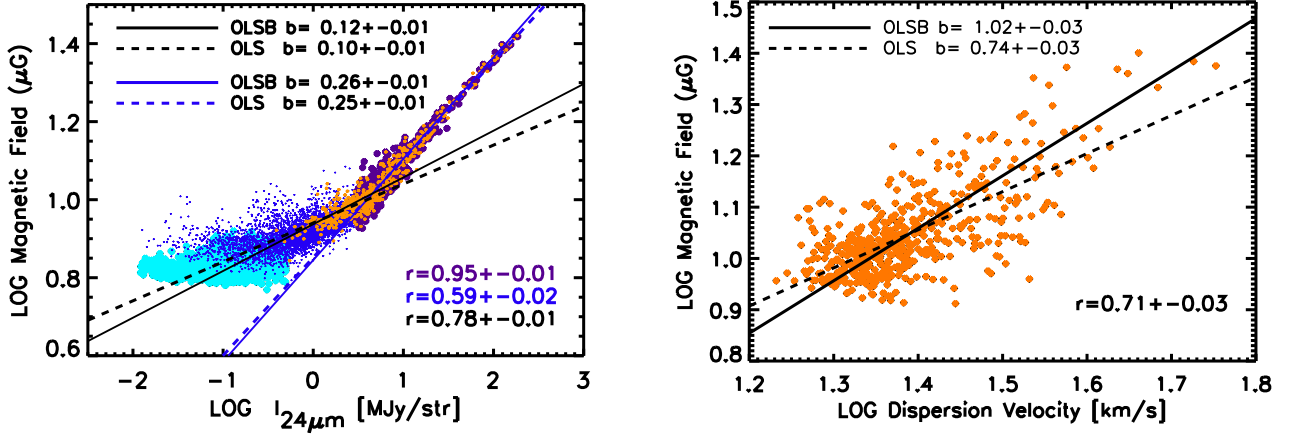 OLSB b= 0.12+-0.01
OLS b= 0.10+-0.01
OLSB b= 0.26+-0.01
OLS b= 0.25+-0.01
1.4
1.2
1.0
0.8
0.6
LOG Magnetic Field (μG)
r=0.95+-0.01
r=0.59+-0.02
r=0.78+-0.01
-2 -1 0 1 2 3
LOG I24μm [MJy/str]
OLSB b= 1.02+-0.03
OLS b= 0.74+-0.03
1.5
1.4
1.3
1.2
1.1
1.0
0.9
0.8
LOG Magnetic Field (μG)
r=0.71+-0.03
1.2 1.3 1.4 1.5 1.6 1.7 1.8
LOG Dispersion Velocity [km/s]